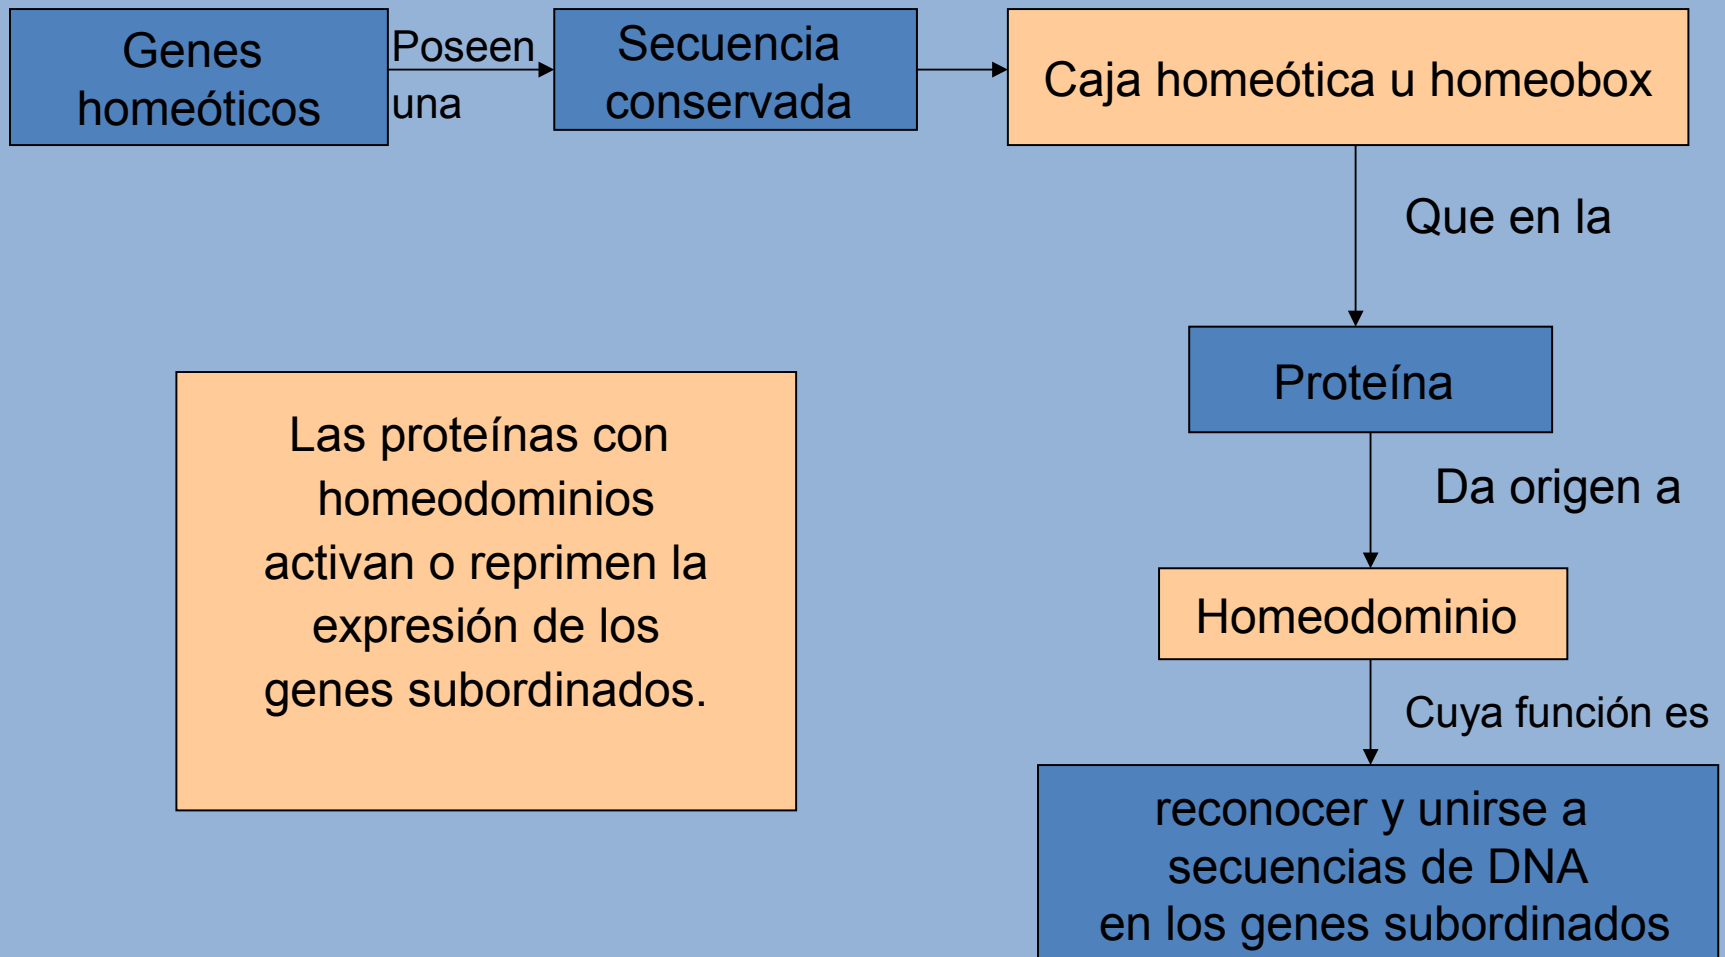 Genes
homeóticos
Poseen
una
Secuencia
conservada
Caja homeótica u homeobox
Que en la
Proteína
Da origen a
Homeodominio
Cuya función es
reconocer y unirse a
secuencias de DNA
en los genes subordinados
Las proteínas con
homeodominios
activan o reprimen la
expresión de los
genes subordinados.